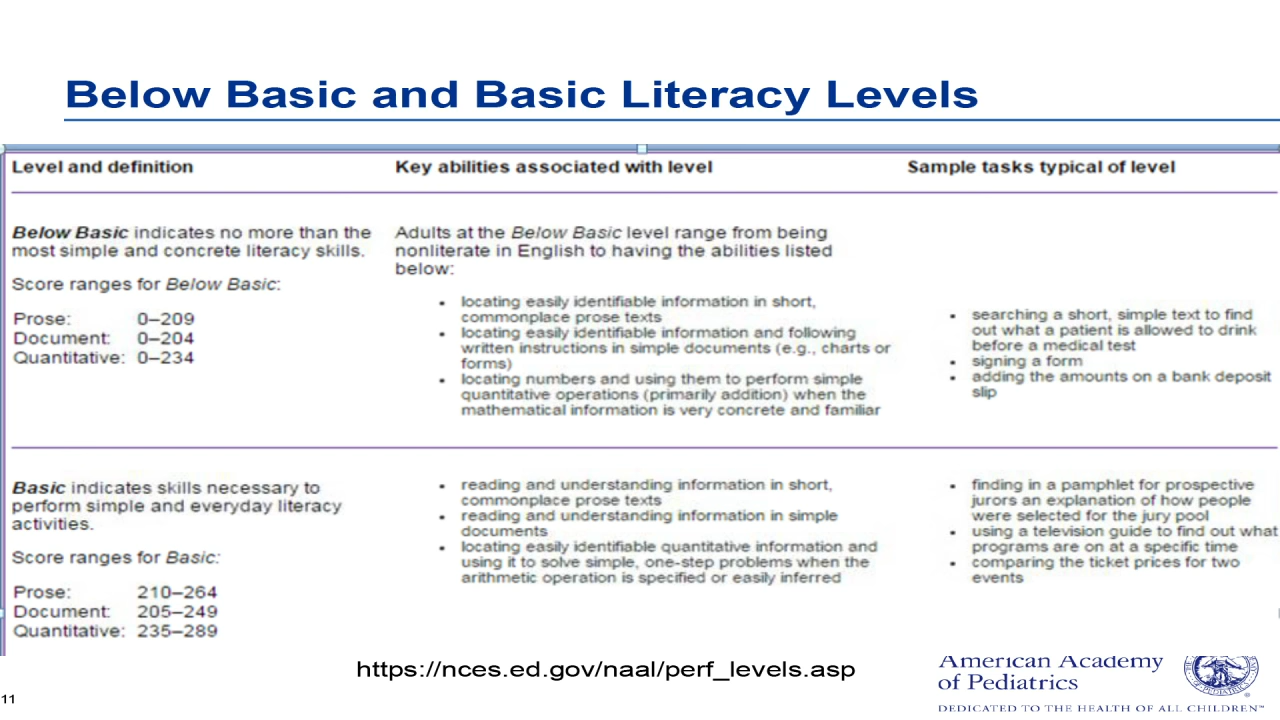 Below Basic and Basic Literacy Levels
Level and definition
Key abilities associated with level
Sample tasks typical of level
Below Basic indicates no more than the
most simple and concrete literacy skills.
Score ranges for Below Basic:
Prose: 0–209
Document: 0–204
Quantitative: 0–234
Adults at the Below Basic level range from being
nonliterate in English to having the abilities listed
below:
• locating easily identifiable information in short,
commonplace prose texts
• locating easily identifiable information and following
written instructions in simple documents (e.g., charts or
forms)
• locating numbers and using them to perform simple
quantitative operations (primarily addition) when the
mathematical information is very concrete and familiar
• searching a short, simple text to find
out what a patient is allowed to drink
before a medical test
• signing a form
• adding the amounts on a bank deposit
slip
Basic indicates skills necessary to
perform simple and everyday literacy
activities.
Score ranges for Basic:
Prose: 210–264
Document: 205–249
Quantitative: 235–289
• reading and understanding information in short,
commonplace prose texts
• reading and understanding information in simple
documents
• locating easily identifiable quantitative information and
using it to solve simple, one-step problems when the
arithmetic operation is specified or easily inferred
• finding in a pamphlet for prospective
jurors an explanation of how people
were selected for the jury pool
• using a television guide to find out what
programs are on at a specific time
• comparing the ticket prices for two
events
https://nces.ed.gov/naal/perf_levels.asp
American Academy
of Pediatrics
DEDICATED TO THE HEALTH OF ALL CHILDREN™
11